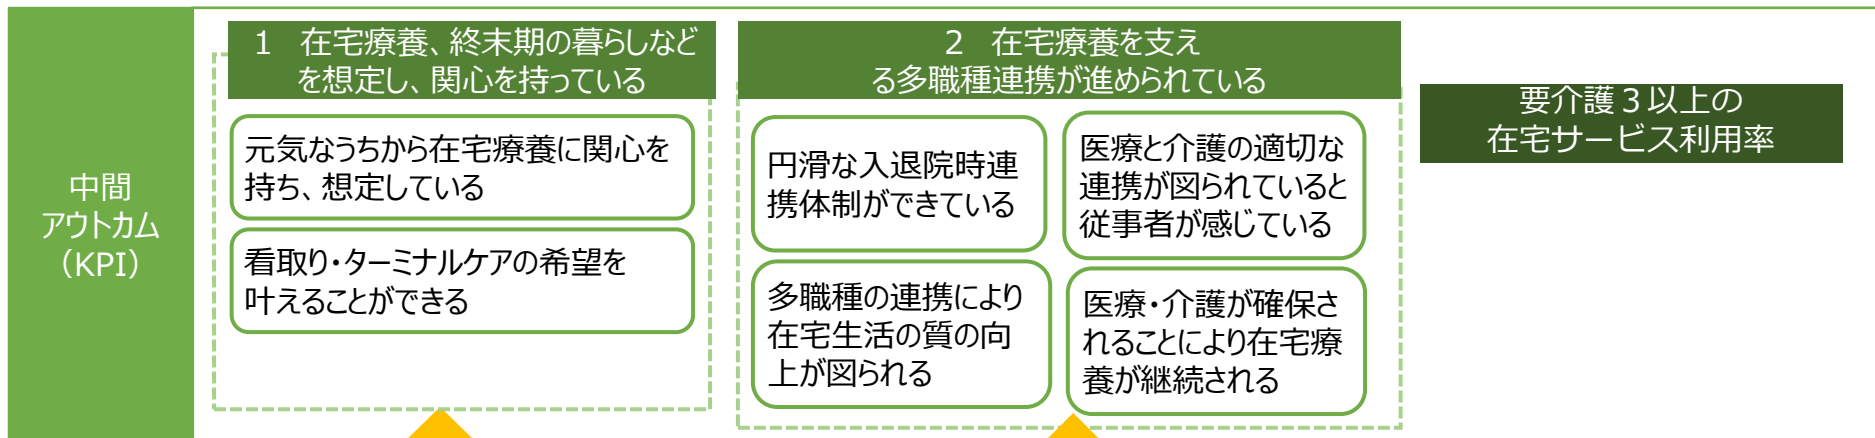 中間
アウトカム
（KPI）
1　在宅療養、終末期の暮らしなど
を想定し、関心を持っている
元気なうちから在宅療養に関心を
持ち、想定している
看取り・ターミナルケアの希望を
叶えることができる
2　在宅療養を支え
る多職種連携が進められている
円滑な入退院時連
携体制ができている
医療と介護の適切な
連携が図られていると
従事者が感じている
多職種の連携により
在宅生活の質の向
上が図られる
医療・介護が確保さ
れることにより在宅療
養が継続される
要介護３以上の
在宅サービス利用率